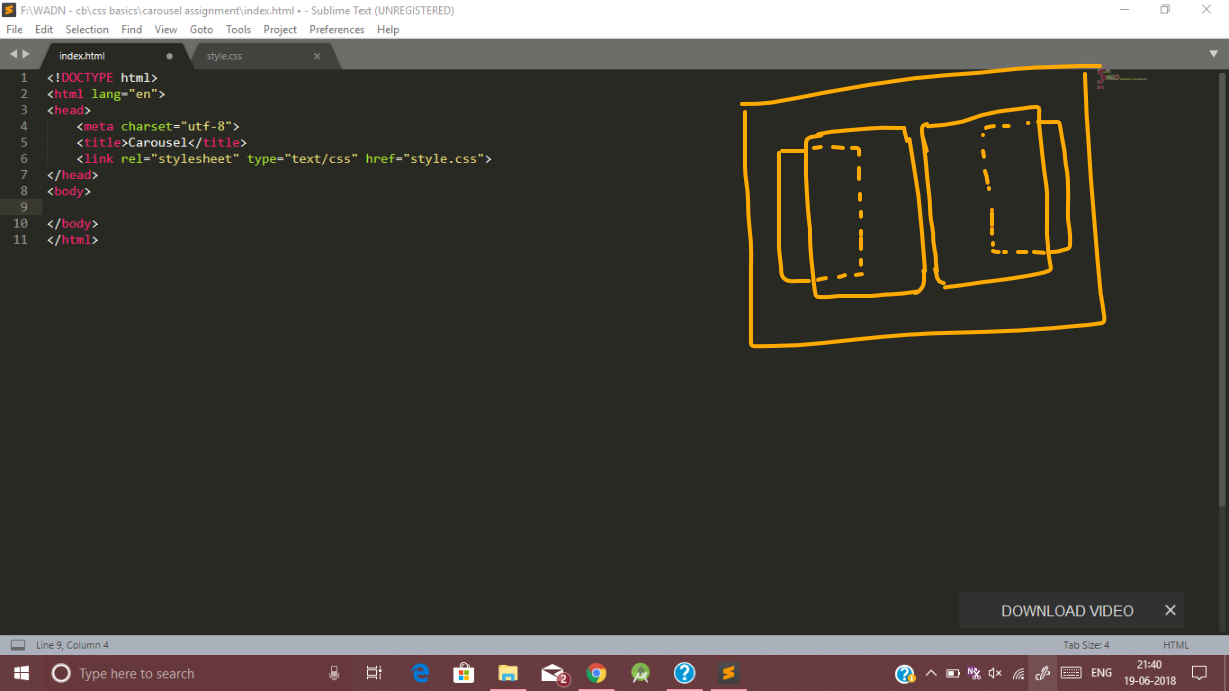 F:\WADN - cb\css basics\carousel assignment\index.html • - Sublime Text (UNREGISTERED)
File Edit Selection Find View Goto Tools Project Preferences Help
index.html style.css
1 <!DOCTYPE html>
2 <html lang="en">
3 <head>
4 <meta charset="utf-8">
5 <title>Carousel</title>
6 <link rel="stylesheet" type="text/css" href="style.css">
7 </head>
8 <body>
9
10 </body>
11 </html>
DOWNLOAD VIDEO
Line 9, Column 4 Tab Size: 4 HTML
Type here to search 2 ENG 21:40
19-06-2018